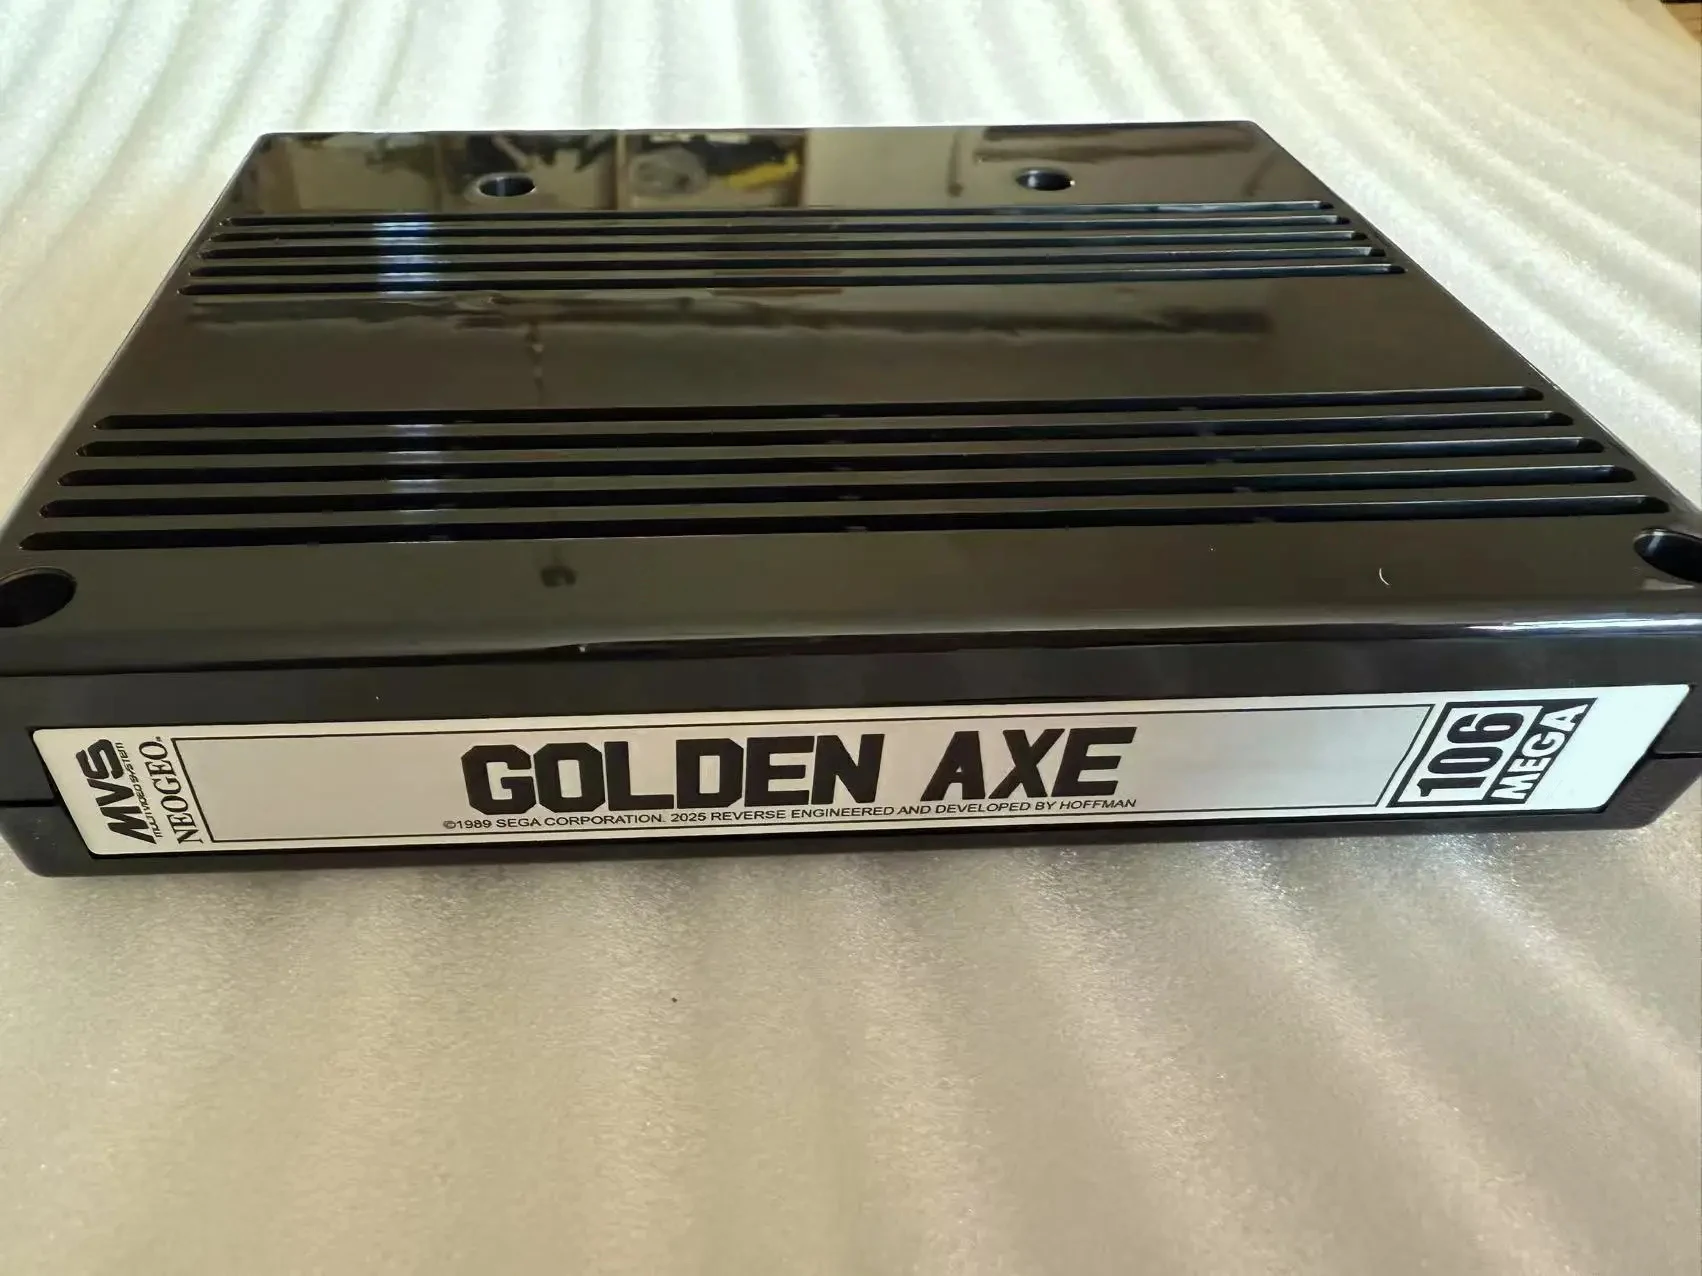 MVS
MULTI VIDEO SYSTEM
NEOGEO
GOLDEN AXE
©1989 SEGA CORPORATION. 2025 REVERSE ENGINEERED AND DEVELOPED BY HOFFMAN
106
MEGA